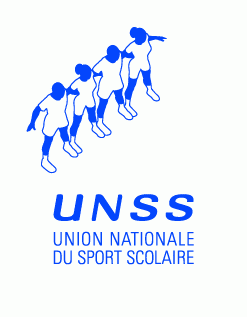 UNSS
UNION NATIONALE
DU SPORT SCOLAIRE